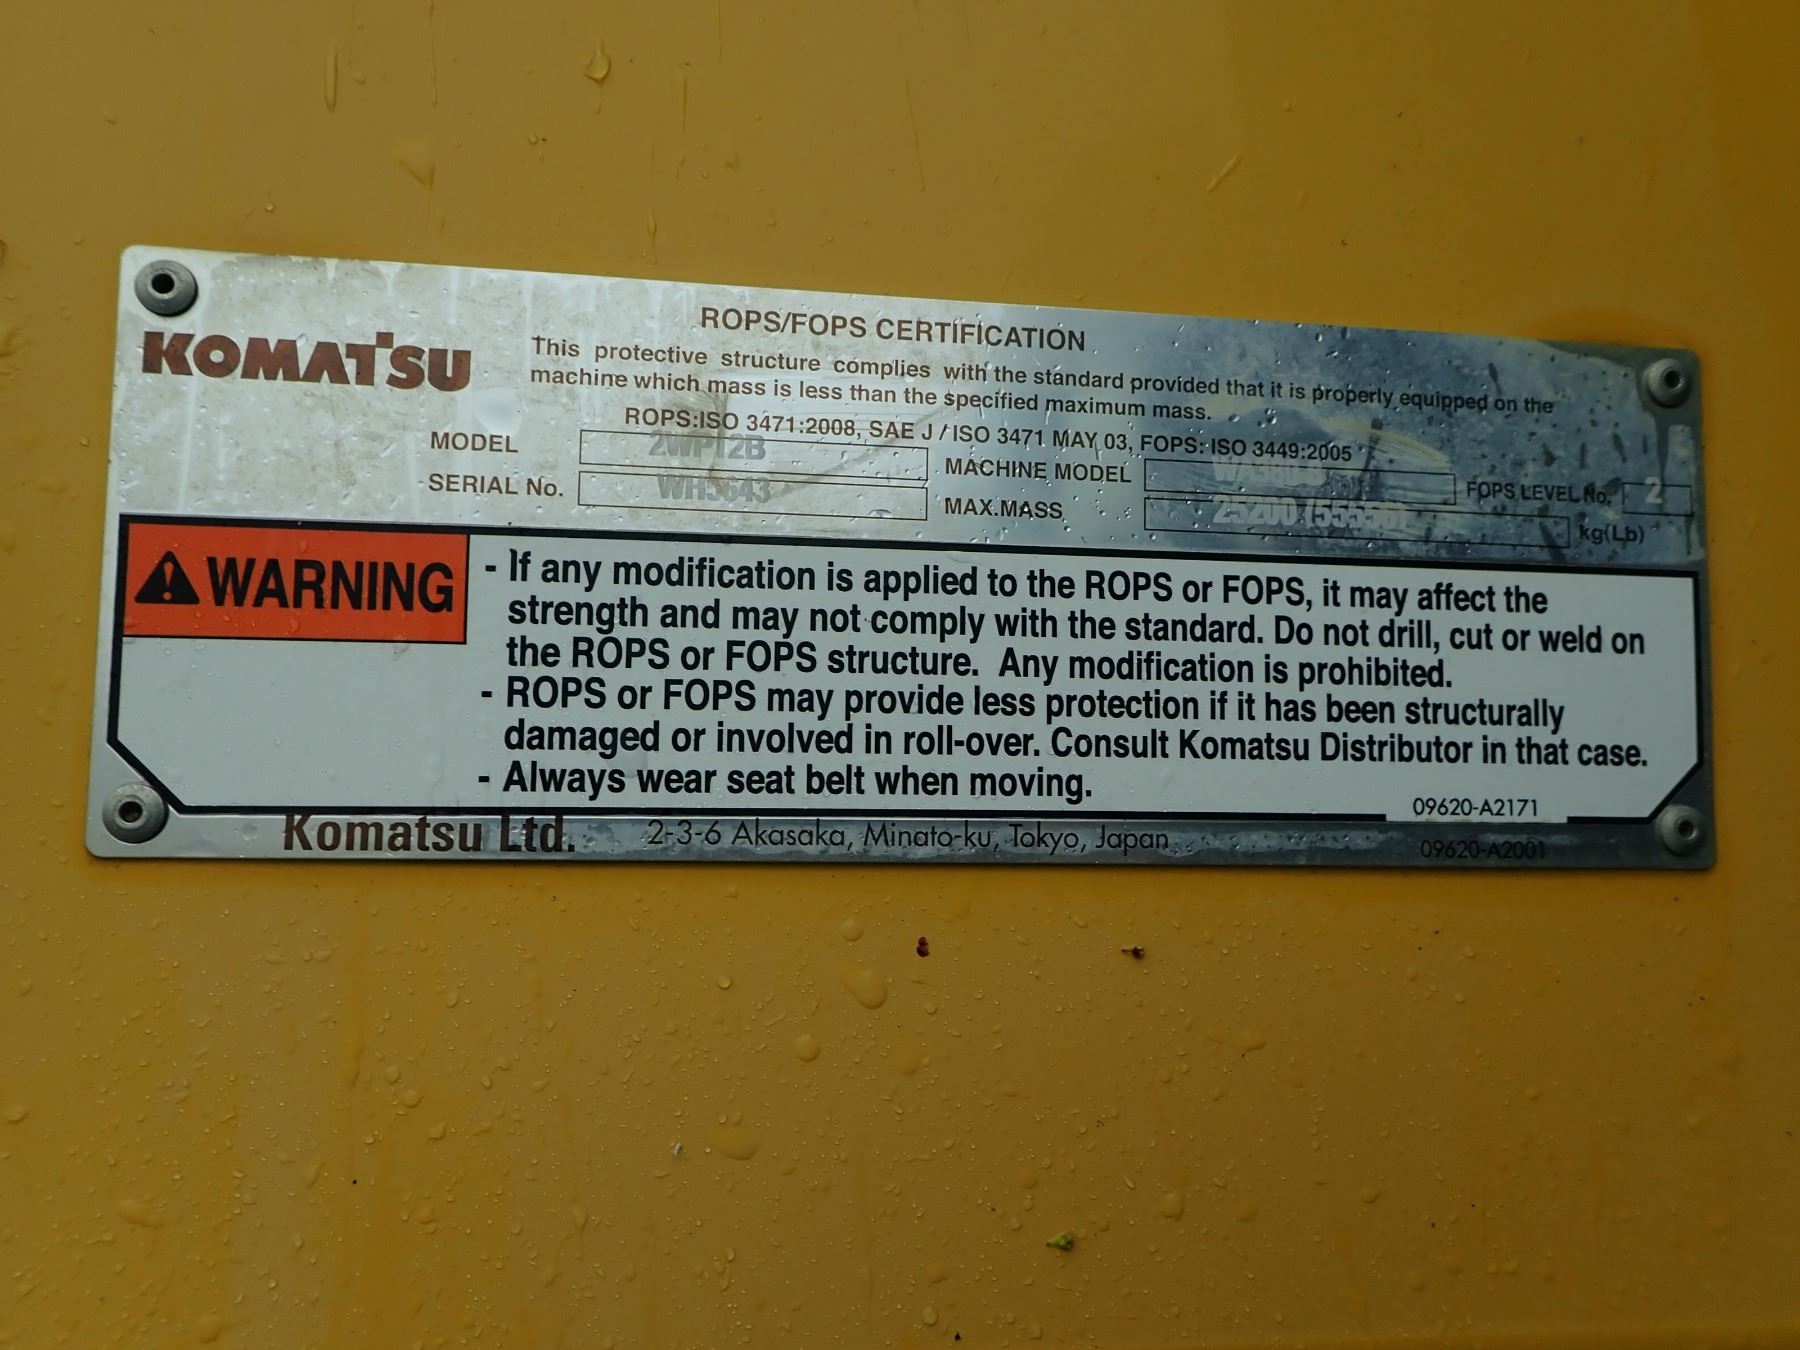 ROPS/FOPS CERTIFICATION
KOMATSU
This protective structure complies with the standard provided that it is properly equipped on the
machine which mass is less than the specified maximum mass.
ROPS:ISO 3471:2008, SAE J / ISO 3471 MAY 03, FOPS: ISO 3449:2005
MODEL 2WP12B MACHINE MODEL FOPS LEVEL No. 2
SERIAL No. WH5643 MAX.MASS 25200 kg(Lb)
WARNING
- If any modification is applied to the ROPS or FOPS, it may affect the
strength and may not comply with the standard. Do not drill, cut or weld on
the ROPS or FOPS structure. Any modification is prohibited.
- ROPS or FOPS may provide less protection if it has been structurally
damaged or involved in roll-over. Consult Komatsu Distributor in that case.
- Always wear seat belt when moving.
09620-A2171
Komatsu Ltd. 2-3-6 Akasaka, Minato-ku, Tokyo, Japan
09620-A2001